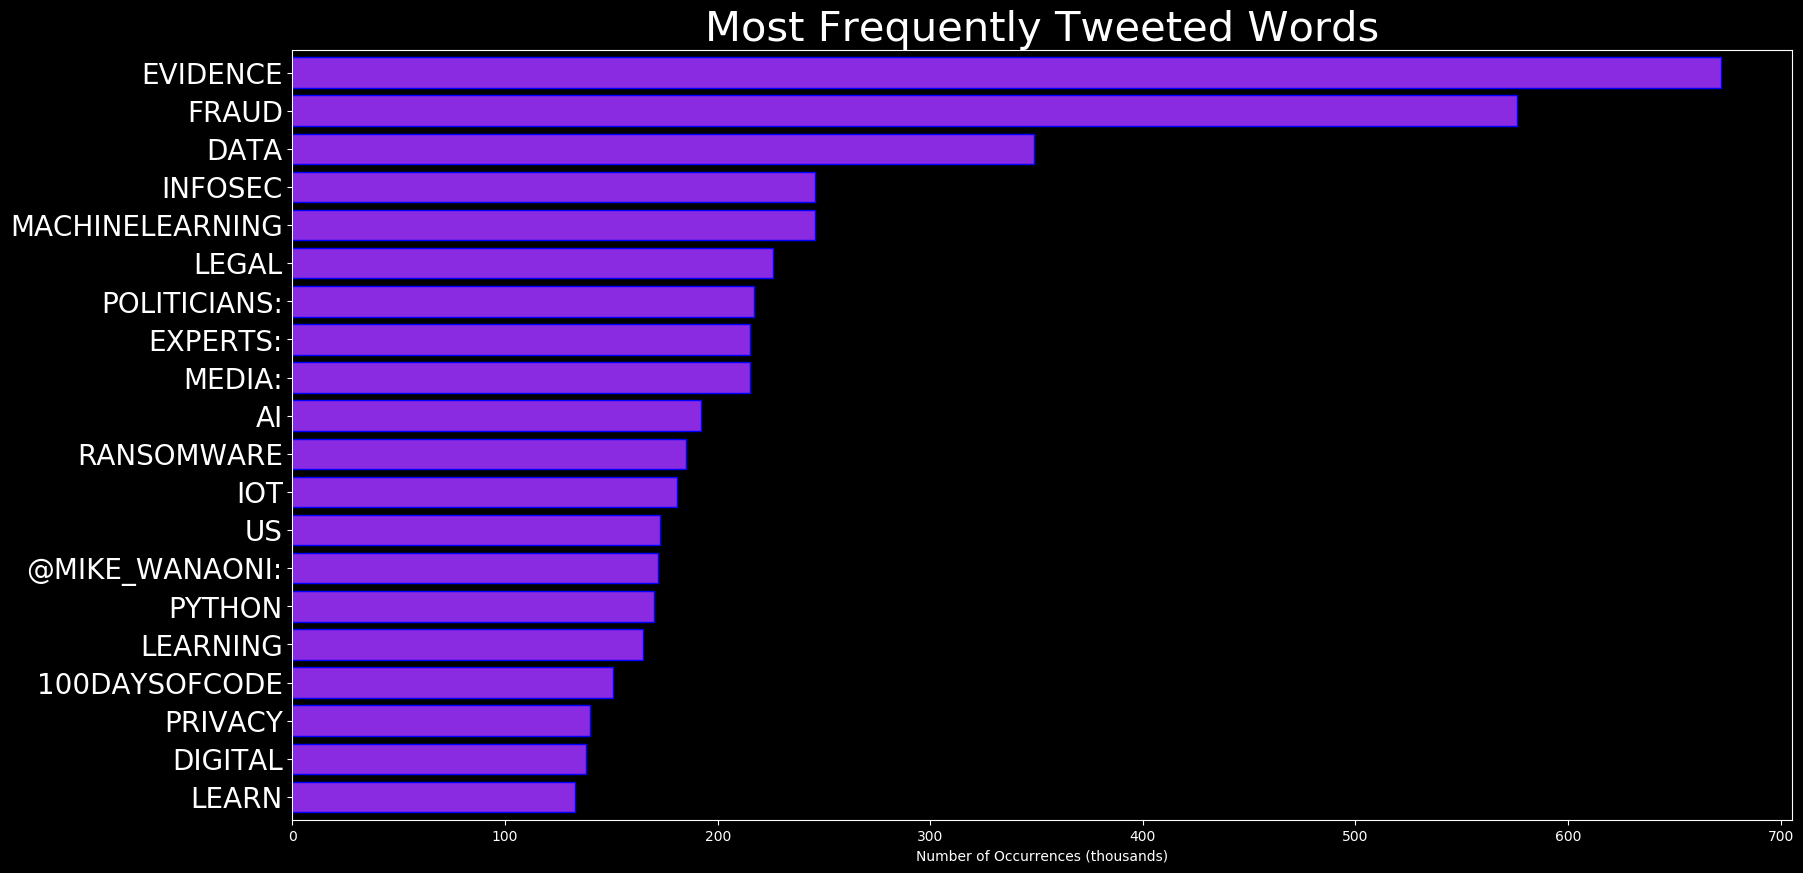 Most Frequently Tweeted Words
EVIDENCE
FRAUD
DATA
INFOSEC
MACHINELEARNING
LEGAL
POLITICIANS:
EXPERTS:
MEDIA:
AI
RANSOMWARE
IOT
US
@MIKE_WANAONI:
PYTHON
LEARNING
100DAYSOFCODE
PRIVACY
DIGITAL
LEARN
0 100 200 300 400 500 600 700
Number of Occurrences (thousands)